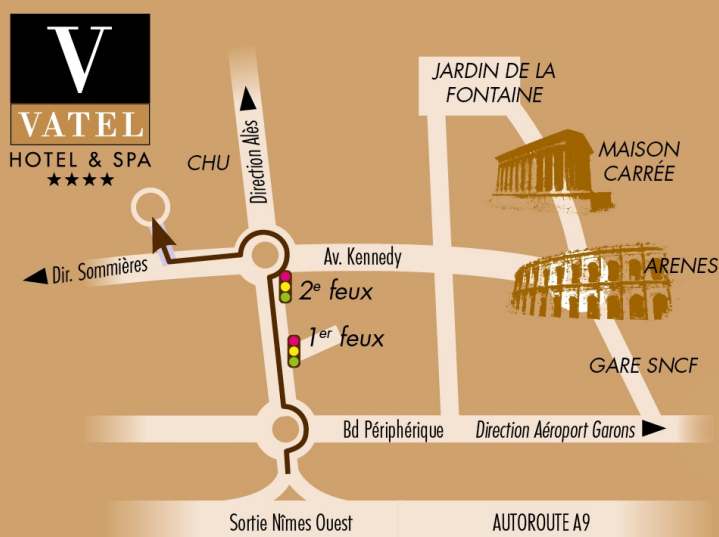 V
VATEL
HOTEL & SPA
★★★★
CHU
Direction Alès
JARDIN DE LA
FONTAINE
MAISON
CARRÉE
Dir. Sommières
Av. Kennedy
ARENES
2e feux
1er feux
GARE SNCF
Bd Périphérique
Direction Aéroport Garons
Sortie Nîmes Ouest
AUTOROUTE A9